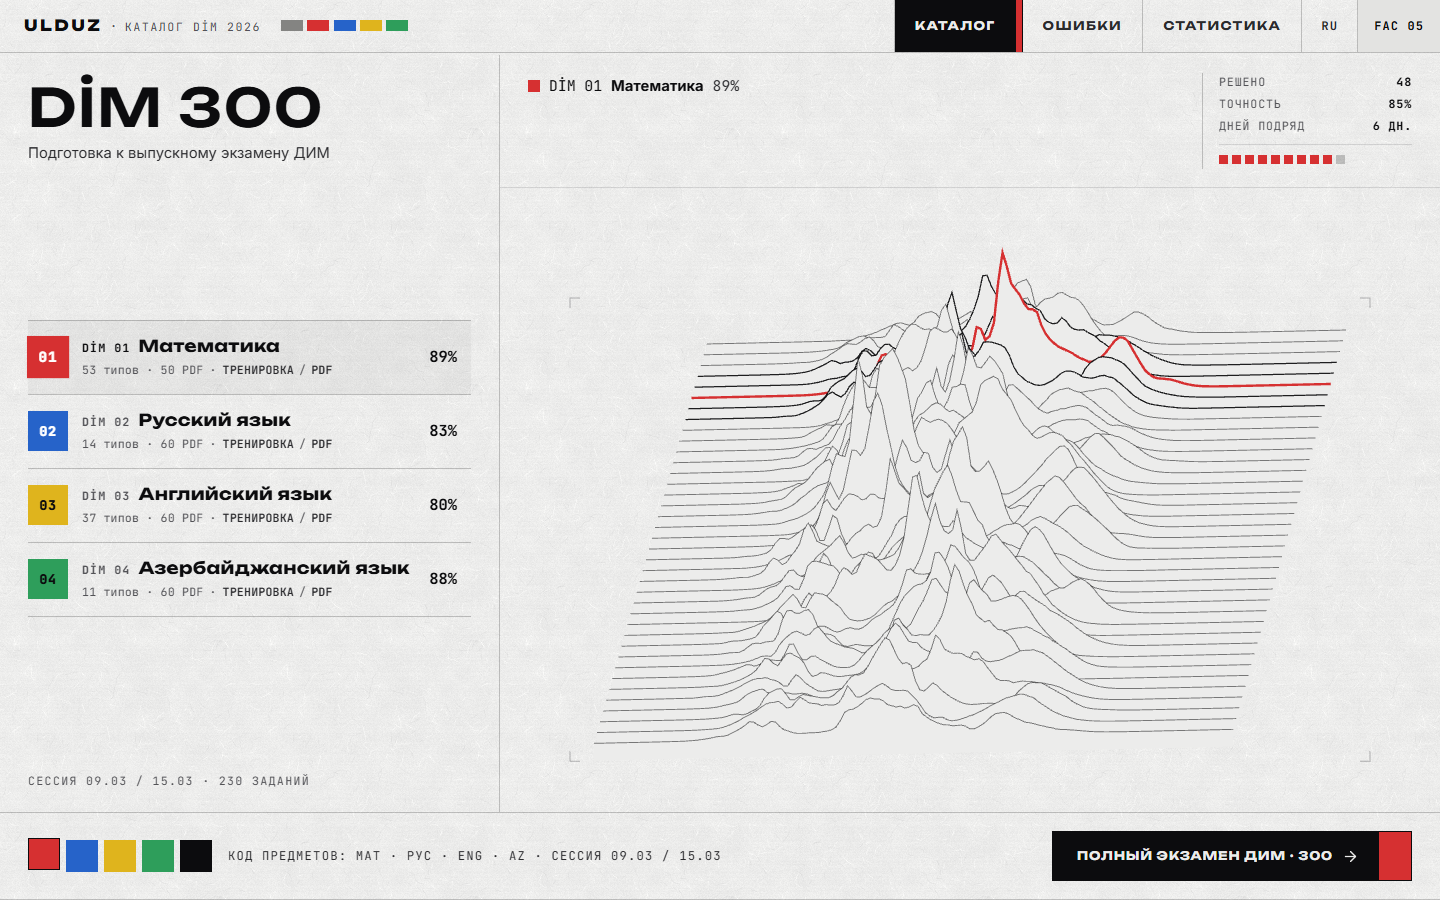 ULDUZ · КАТАЛОГ DİM 2026
КАТАЛОГ
ОШИБКИ
СТАТИСТИКА
RU
FAC 05
DİM 300
Подготовка к выпускному экзамену ДИМ
DİM 01 Математика 89%
РЕШЕНО 48
ТОЧНОСТЬ 85%
ДНЕЙ ПОДРЯД 6 ДН.
01 DİM 01 Математика 89%
53 типов · 50 PDF · ТРЕНИРОВКА / PDF
02 DİM 02 Русский язык 83%
14 типов · 60 PDF · ТРЕНИРОВКА / PDF
03 DİM 03 Английский язык 80%
37 типов · 60 PDF · ТРЕНИРОВКА / PDF
04 DİM 04 Азербайджанский язык 88%
11 типов · 60 PDF · ТРЕНИРОВКА / PDF
СЕССИЯ 09.03 / 15.03 · 230 ЗАДАНИЙ
КОД ПРЕДМЕТОВ: МАТ · РУС · ENG · AZ · СЕССИЯ 09.03 / 15.03
ПОЛНЫЙ ЭКЗАМЕН ДИМ · 300 →